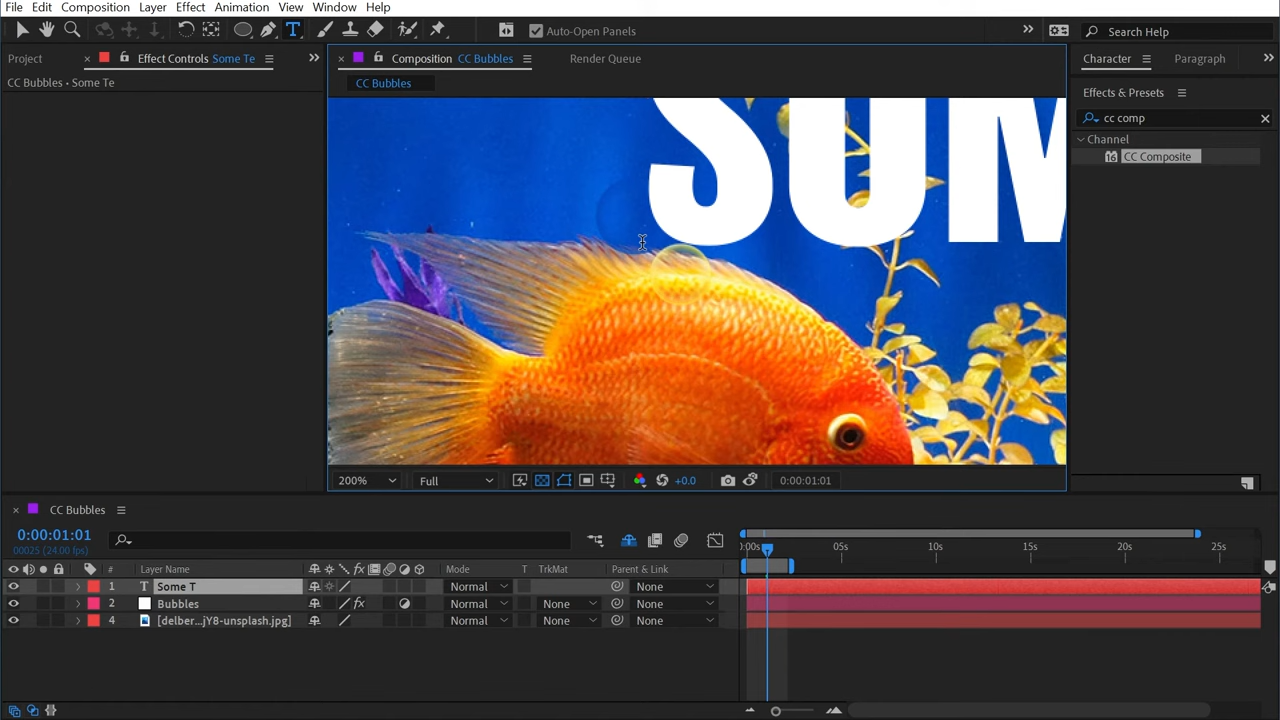 File Edit Composition Layer Effect Animation View Window Help
T Auto-Open Panels Search Help
Project × Effect Controls Some Te × Composition CC Bubbles Render Queue Character Paragraph
CC Bubbles • Some Te CC Bubbles Effects & Presets
cc comp
Channel
16 CC Composite
SOM
200% Full +0.0 0:00:01:01
× CC Bubbles
0:00:01:01
00025 (24.00 fps)
:00s 05s 10s 15s 20s 25s
# Layer Name fx Mode T TrkMat Parent & Link
1 T Some T Normal None
2 Bubbles fx Normal None None
4 [delber...jY8-unsplash.jpg] Normal None None